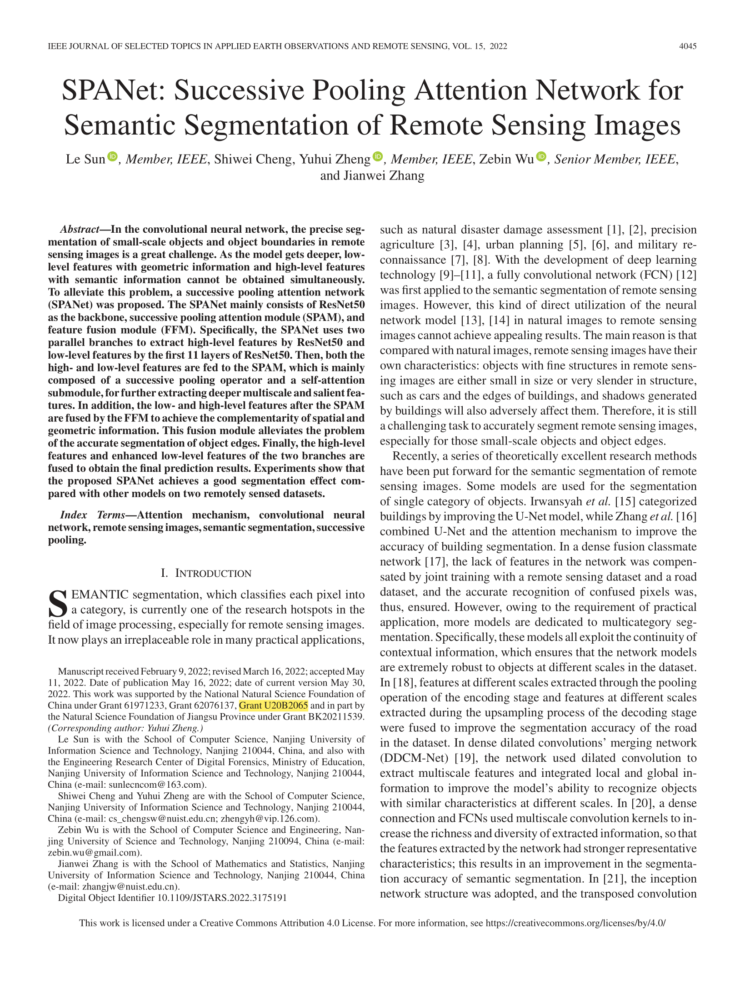 IEEE JOURNAL OF SELECTED TOPICS IN APPLIED EARTH OBSERVATIONS AND REMOTE SENSING, VOL. 15, 2022 4045
SPANet: Successive Pooling Attention Network for
Semantic Segmentation of Remote Sensing Images
Le Sun iD, Member, IEEE, Shiwei Cheng, Yuhui Zheng iD, Member, IEEE, Zebin Wu iD, Senior Member, IEEE,
and Jianwei Zhang
Abstract—In the convolutional neural network, the precise seg-
mentation of small-scale objects and object boundaries in remote
sensing images is a great challenge. As the model gets deeper, low-
level features with geometric information and high-level features
with semantic information cannot be obtained simultaneously.
To alleviate this problem, a successive pooling attention network
(SPANet) was proposed. The SPANet mainly consists of ResNet50
as the backbone, successive pooling attention module (SPAM), and
feature fusion module (FFM). Specifically, the SPANet uses two
parallel branches to extract high-level features by ResNet50 and
low-level features by the first 11 layers of ResNet50. Then, both the
high- and low-level features are fed to the SPAM, which is mainly
composed of a successive pooling operator and a self-attention
submodule, for further extracting deeper multiscale and salient fea-
tures. In addition, the low- and high-level features after the SPAM
are fused by the FFM to achieve the complementarity of spatial and
geometric information. This fusion module alleviates the problem
of the accurate segmentation of object edges. Finally, the high-level
features and enhanced low-level features of the two branches are
fused to obtain the final prediction results. Experiments show that
the proposed SPANet achieves a good segmentation effect com-
pared with other models on two remotely sensed datasets.
Index Terms—Attention mechanism, convolutional neural
network, remote sensing images, semantic segmentation, successive
pooling.
I. INTRODUCTION
SEMANTIC segmentation, which classifies each pixel into
a category, is currently one of the research hotspots in the
field of image processing, especially for remote sensing images.
It now plays an irreplaceable role in many practical applications,
Manuscript received February 9, 2022; revised March 16, 2022; accepted May
11, 2022. Date of publication May 16, 2022; date of current version May 30,
2022. This work was supported by the National Natural Science Foundation of
China under Grant 61971233, Grant 62076137, Grant U20B2065 and in part by
the Natural Science Foundation of Jiangsu Province under Grant BK20211539.
(Corresponding author: Yuhui Zheng.)
Le Sun is with the School of Computer Science, Nanjing University of
Information Science and Technology, Nanjing 210044, China, and also with
the Engineering Research Center of Digital Forensics, Ministry of Education,
Nanjing University of Information Science and Technology, Nanjing 210044,
China (e-mail: sunlecncom@163.com).
Shiwei Cheng and Yuhui Zheng are with the School of Computer Science,
Nanjing University of Information Science and Technology, Nanjing 210044,
China (e-mail: cs_chengsw@nuist.edu.cn; zhengyh@vip.126.com).
Zebin Wu is with the School of Computer Science and Engineering, Nan-
jing University of Science and Technology, Nanjing 210094, China (e-mail:
zebin.wu@gmail.com).
Jianwei Zhang is with the School of Mathematics and Statistics, Nanjing
University of Information Science and Technology, Nanjing 210044, China
(e-mail: zhangjw@nuist.edu.cn).
Digital Object Identifier 10.1109/JSTARS.2022.3175191
such as natural disaster damage assessment [1], [2], precision
agriculture [3], [4], urban planning [5], [6], and military re-
connaissance [7], [8]. With the development of deep learning
technology [9]–[11], a fully convolutional network (FCN) [12]
was first applied to the semantic segmentation of remote sensing
images. However, this kind of direct utilization of the neural
network model [13], [14] in natural images to remote sensing
images cannot achieve appealing results. The main reason is that
compared with natural images, remote sensing images have their
own characteristics: objects with fine structures in remote sens-
ing images are either small in size or very slender in structure,
such as cars and the edges of buildings, and shadows generated
by buildings will also adversely affect them. Therefore, it is still
a challenging task to accurately segment remote sensing images,
especially for those small-scale objects and object edges.
Recently, a series of theoretically excellent research methods
have been put forward for the semantic segmentation of remote
sensing images. Some models are used for the segmentation
of single category of objects. Irwansyah et al. [15] categorized
buildings by improving the U-Net model, while Zhang et al. [16]
combined U-Net and the attention mechanism to improve the
accuracy of building segmentation. In a dense fusion classmate
network [17], the lack of features in the network was compen-
sated by joint training with a remote sensing dataset and a road
dataset, and the accurate recognition of confused pixels was,
thus, ensured. However, owing to the requirement of practical
application, more models are dedicated to multicategory seg-
mentation. Specifically, these models all exploit the continuity of
contextual information, which ensures that the network models
are extremely robust to objects at different scales in the dataset.
In [18], features at different scales extracted through the pooling
operation of the encoding stage and features at different scales
extracted during the upsampling process of the decoding stage
were fused to improve the segmentation accuracy of the road
in the dataset. In dense dilated convolutions’ merging network
(DDCM-Net) [19], the network used dilated convolution to
extract multiscale features and integrated local and global in-
formation to improve the model’s ability to recognize objects
with similar characteristics at different scales. In [20], a dense
connection and FCNs used multiscale convolution kernels to in-
crease the richness and diversity of extracted information, so that
the features extracted by the network had stronger representative
characteristics; this results in an improvement in the segmenta-
tion accuracy of semantic segmentation. In [21], the inception
network structure was adopted, and the transposed convolution
This work is licensed under a Creative Commons Attribution 4.0 License. For more information, see https://creativecommons.org/licenses/by/4.0/